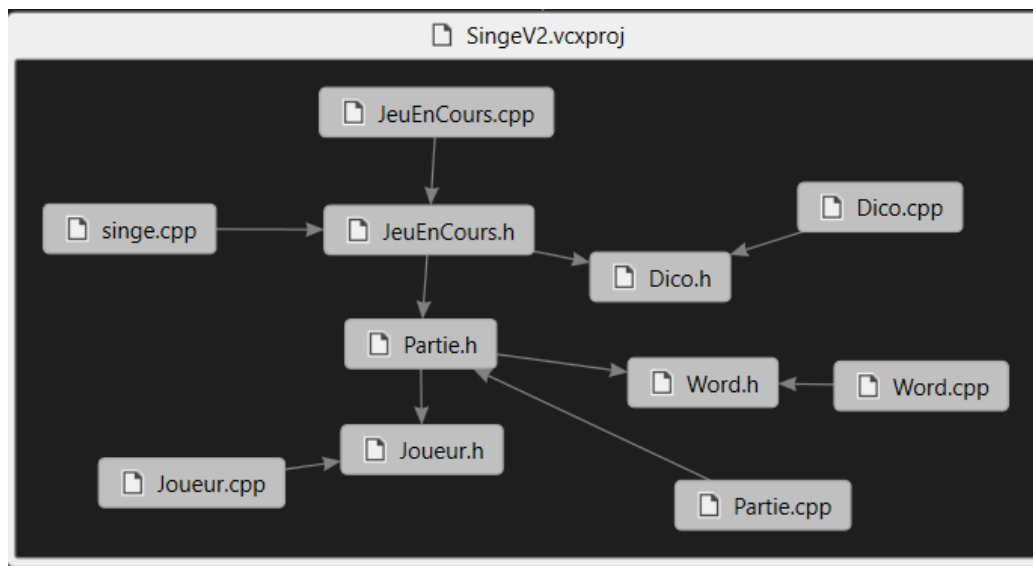 SingeV2.vcxproj
JeuEnCours.cpp
singe.cpp
JeuEnCours.h
Dico.cpp
Dico.h
Partie.h
Word.h
Word.cpp
Joueur.h
Joueur.cpp
Partie.cpp